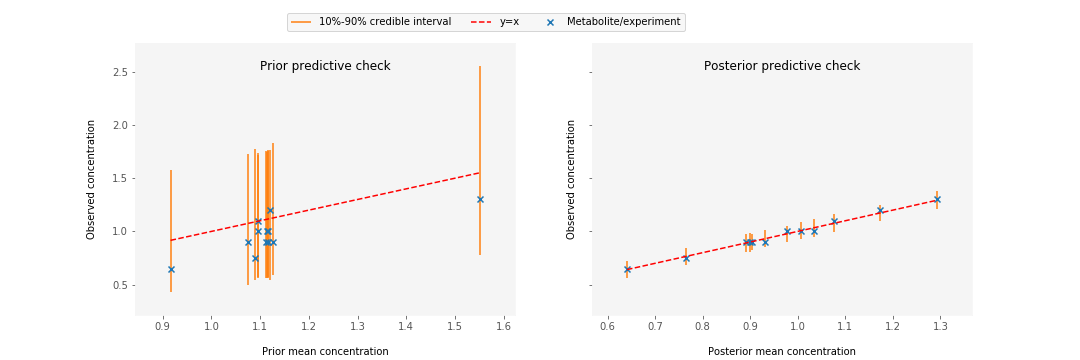 10%-90% credible interval y=x Metabolite/experiment
Prior predictive check
Observed concentration
2.5
2.0
1.5
1.0
0.5
0.9 1.0 1.1 1.2 1.3 1.4 1.5 1.6
Prior mean concentration
Posterior predictive check
Observed concentration
0.6 0.7 0.8 0.9 1.0 1.1 1.2 1.3
Posterior mean concentration